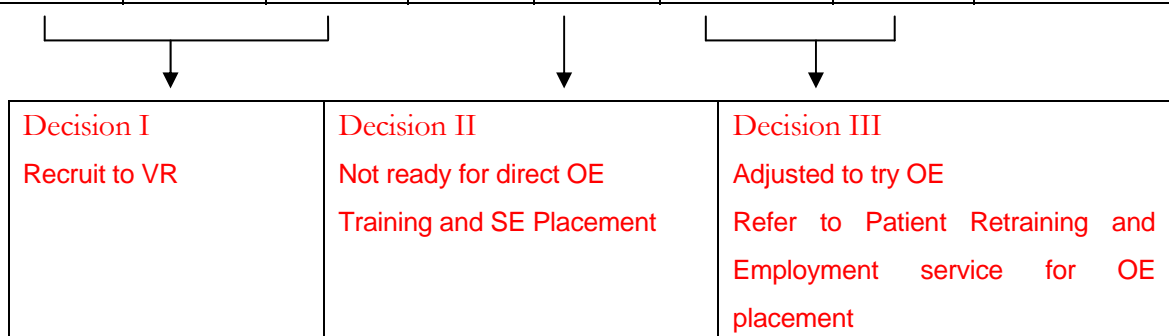 Decision I
Recruit to VR
Decision II
Not ready for direct OE
Training and SE Placement
Decision III
Adjusted to try OE
Refer to Patient Retraining and
Employment service for OE
placement